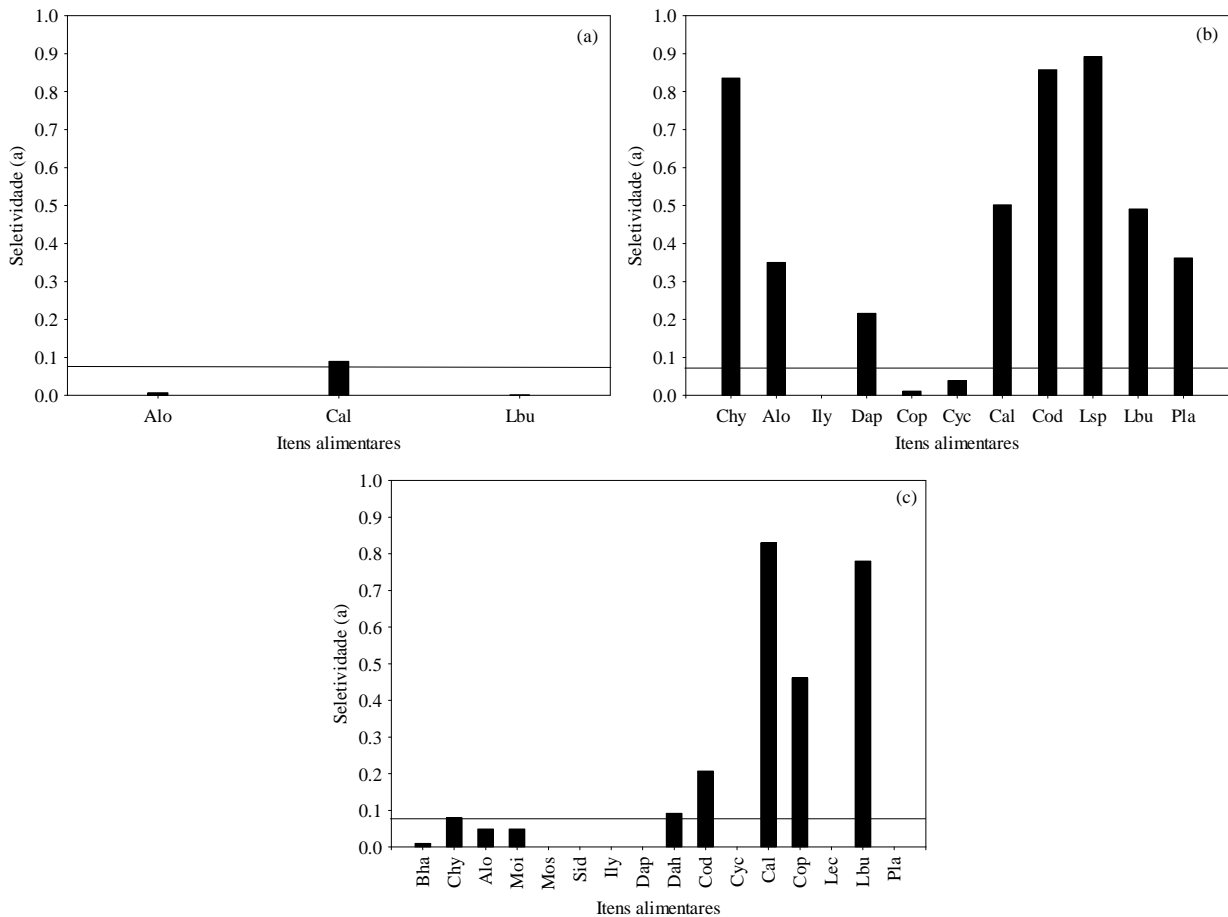 (a)
Seletividade (a)
1.0
0.9
0.8
0.7
0.6
0.5
0.4
0.3
0.2
0.1
0.0
Alo Cal Lbu
Itens alimentares
(b)
Seletividade (a)
1.0
0.9
0.8
0.7
0.6
0.5
0.4
0.3
0.2
0.1
0.0
Chy Alo Ily Dap Cop Cyc Cal Cod Lsp Lbu Pla
Itens alimentares
(c)
Seletividade (a)
1.0
0.9
0.8
0.7
0.6
0.5
0.4
0.3
0.2
0.1
0.0
Bha Chy Alo Moi Mos Sid Ily Dap Dah Cod Cyc Cal Cop Lec Lbu Pla
Itens alimentares